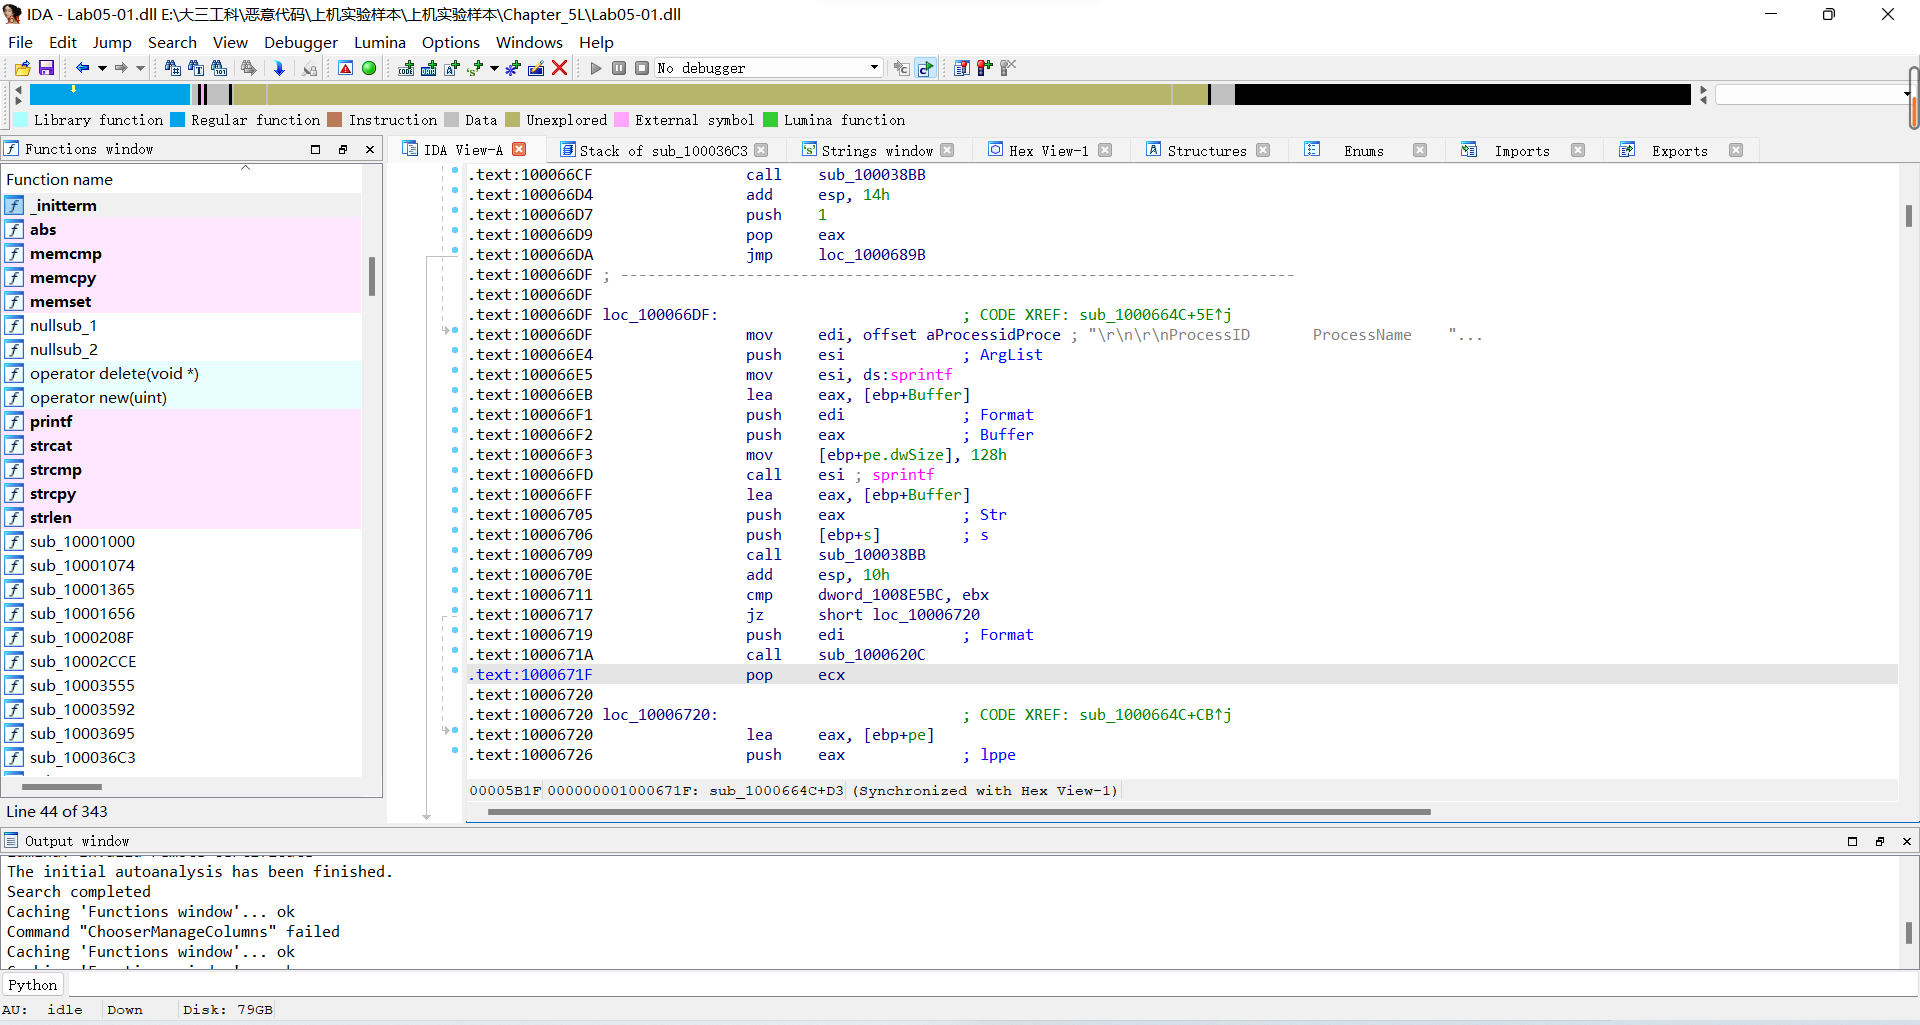 IDA - Lab05-01.dll E:\大三工科\恶意代码\上机实验样本\上机实验样本\Chapter_5L\Lab05-01.dll
File Edit Jump Search View Debugger Lumina Options Windows Help
No debugger
Library function Regular function Instruction Data Unexplored External symbol Lumina function
Functions window
IDA View-A Stack of sub_100036C3 Strings window Hex View-1 Structures Enums Imports Exports
Function name
_initterm
abs
memcmp
memcpy
memset
nullsub_1
nullsub_2
operator delete(void *)
operator new(uint)
printf
strcat
strcmp
strcpy
strlen
sub_10001000
sub_10001074
sub_10001365
sub_10001656
sub_1000208F
sub_10002CCE
sub_10003555
sub_10003592
sub_10003695
sub_100036C3
Line 44 of 343
.text:100066CF call sub_100038BB
.text:100066D4 add esp, 14h
.text:100066D7 push 1
.text:100066D9 pop eax
.text:100066DA jmp loc_1000689B
.text:100066DF ; ---------------------------------------------------------------------------
.text:100066DF
.text:100066DF loc_100066DF: ; CODE XREF: sub_1000664C+5E↑j
.text:100066DF mov edi, offset aProcessidProce ; "\r\n\r\nProcessID ProcessName "...
.text:100066E4 push esi ; ArgList
.text:100066E5 mov esi, ds:sprintf
.text:100066EB lea eax, [ebp+Buffer]
.text:100066F1 push edi ; Format
.text:100066F2 push eax ; Buffer
.text:100066F3 mov [ebp+pe.dwSize], 128h
.text:100066FD call esi ; sprintf
.text:100066FF lea eax, [ebp+Buffer]
.text:10006705 push eax ; Str
.text:10006706 push [ebp+s] ; s
.text:10006709 call sub_100038BB
.text:1000670E add esp, 10h
.text:10006711 cmp dword_1008E5BC, ebx
.text:10006717 jz short loc_10006720
.text:10006719 push edi ; Format
.text:1000671A call sub_1000620C
.text:1000671F pop ecx
.text:10006720
.text:10006720 loc_10006720: ; CODE XREF: sub_1000664C+CB↑j
.text:10006720 lea eax, [ebp+pe]
.text:10006726 push eax ; lppe
00005B1F 000000001000671F: sub_1000664C+D3 (Synchronized with Hex View-1)
Output window
The initial autoanalysis has been finished.
Search completed
Caching 'Functions window'... ok
Command "ChooserManageColumns" failed
Caching 'Functions window'... ok
Python
AU: idle Down Disk: 79GB